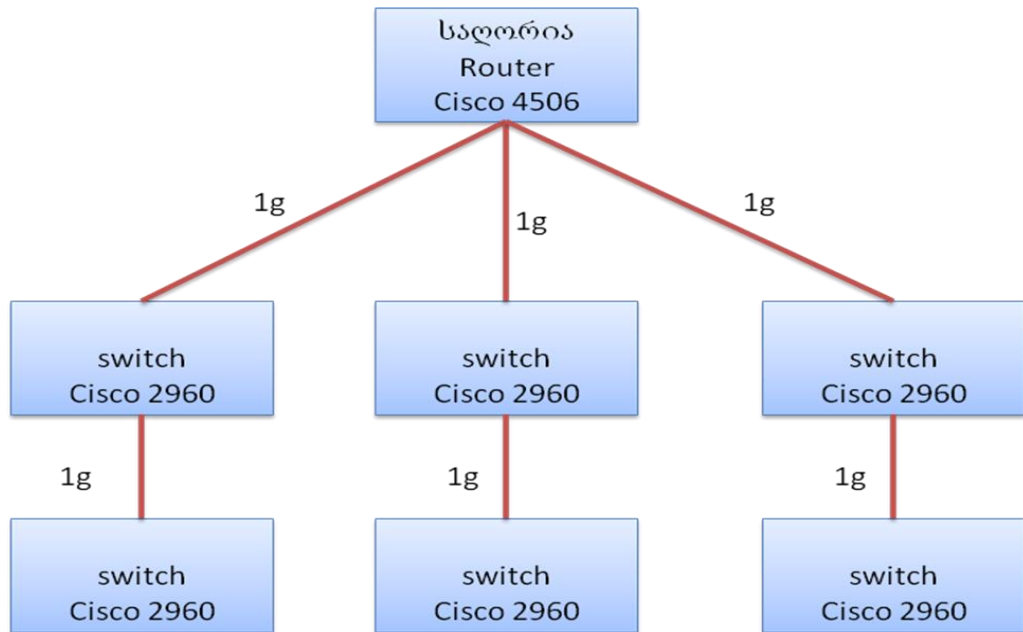 საღორია
Router
Cisco 4506
1g
1g
1g
switch
Cisco 2960
switch
Cisco 2960
switch
Cisco 2960
1g
1g
1g
switch
Cisco 2960
switch
Cisco 2960
switch
Cisco 2960